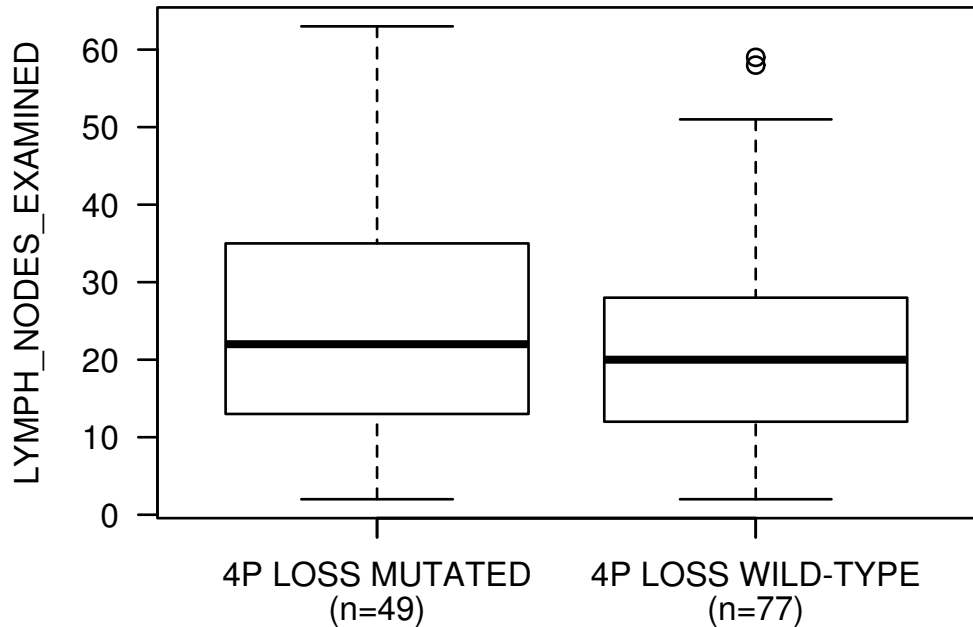 LYMPH_NODES_EXAMINED
60
50
40
30
20
10
0
4P LOSS MUTATED
(n=49)
4P LOSS WILD-TYPE
(n=77)